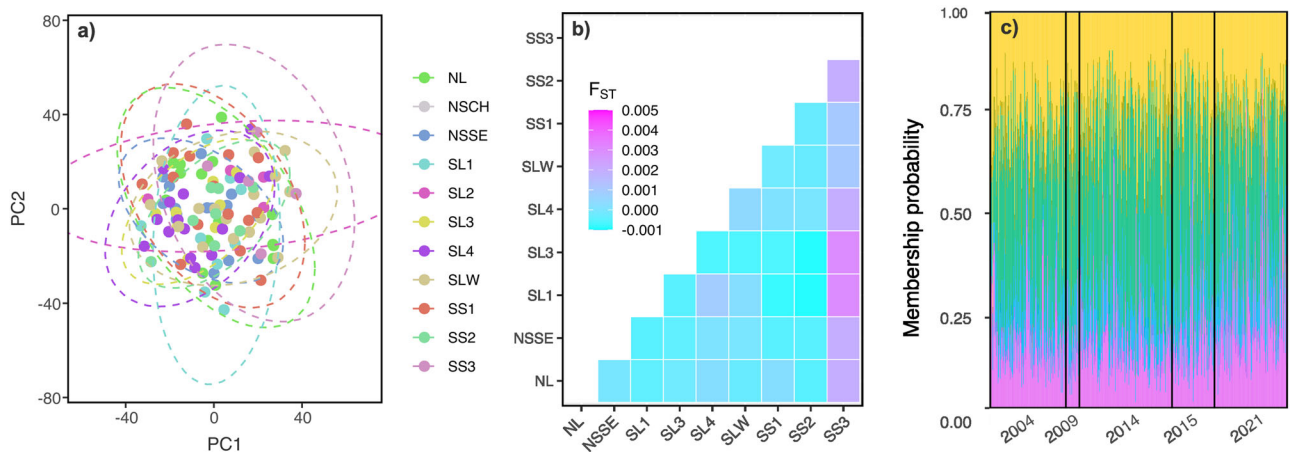 a)
80
40
0
-40
-80
PC2
-40
0
40
PC1
NL
NSCH
NSSE
SL1
SL2
SL3
SL4
SLW
SS1
SS2
SS3
b)
SS3
SS2
SS1
SLW
SL4
SL3
SL1
NSSE
NL
FST
0.005
0.004
0.003
0.002
0.001
0.000
-0.001
NL
NSSE
SL1
SL3
SL4
SLW
SS1
SS2
SS3
c)
1.00
0.75
0.50
0.25
0.00
Membership probability
2004
2009
2014
2015
2021